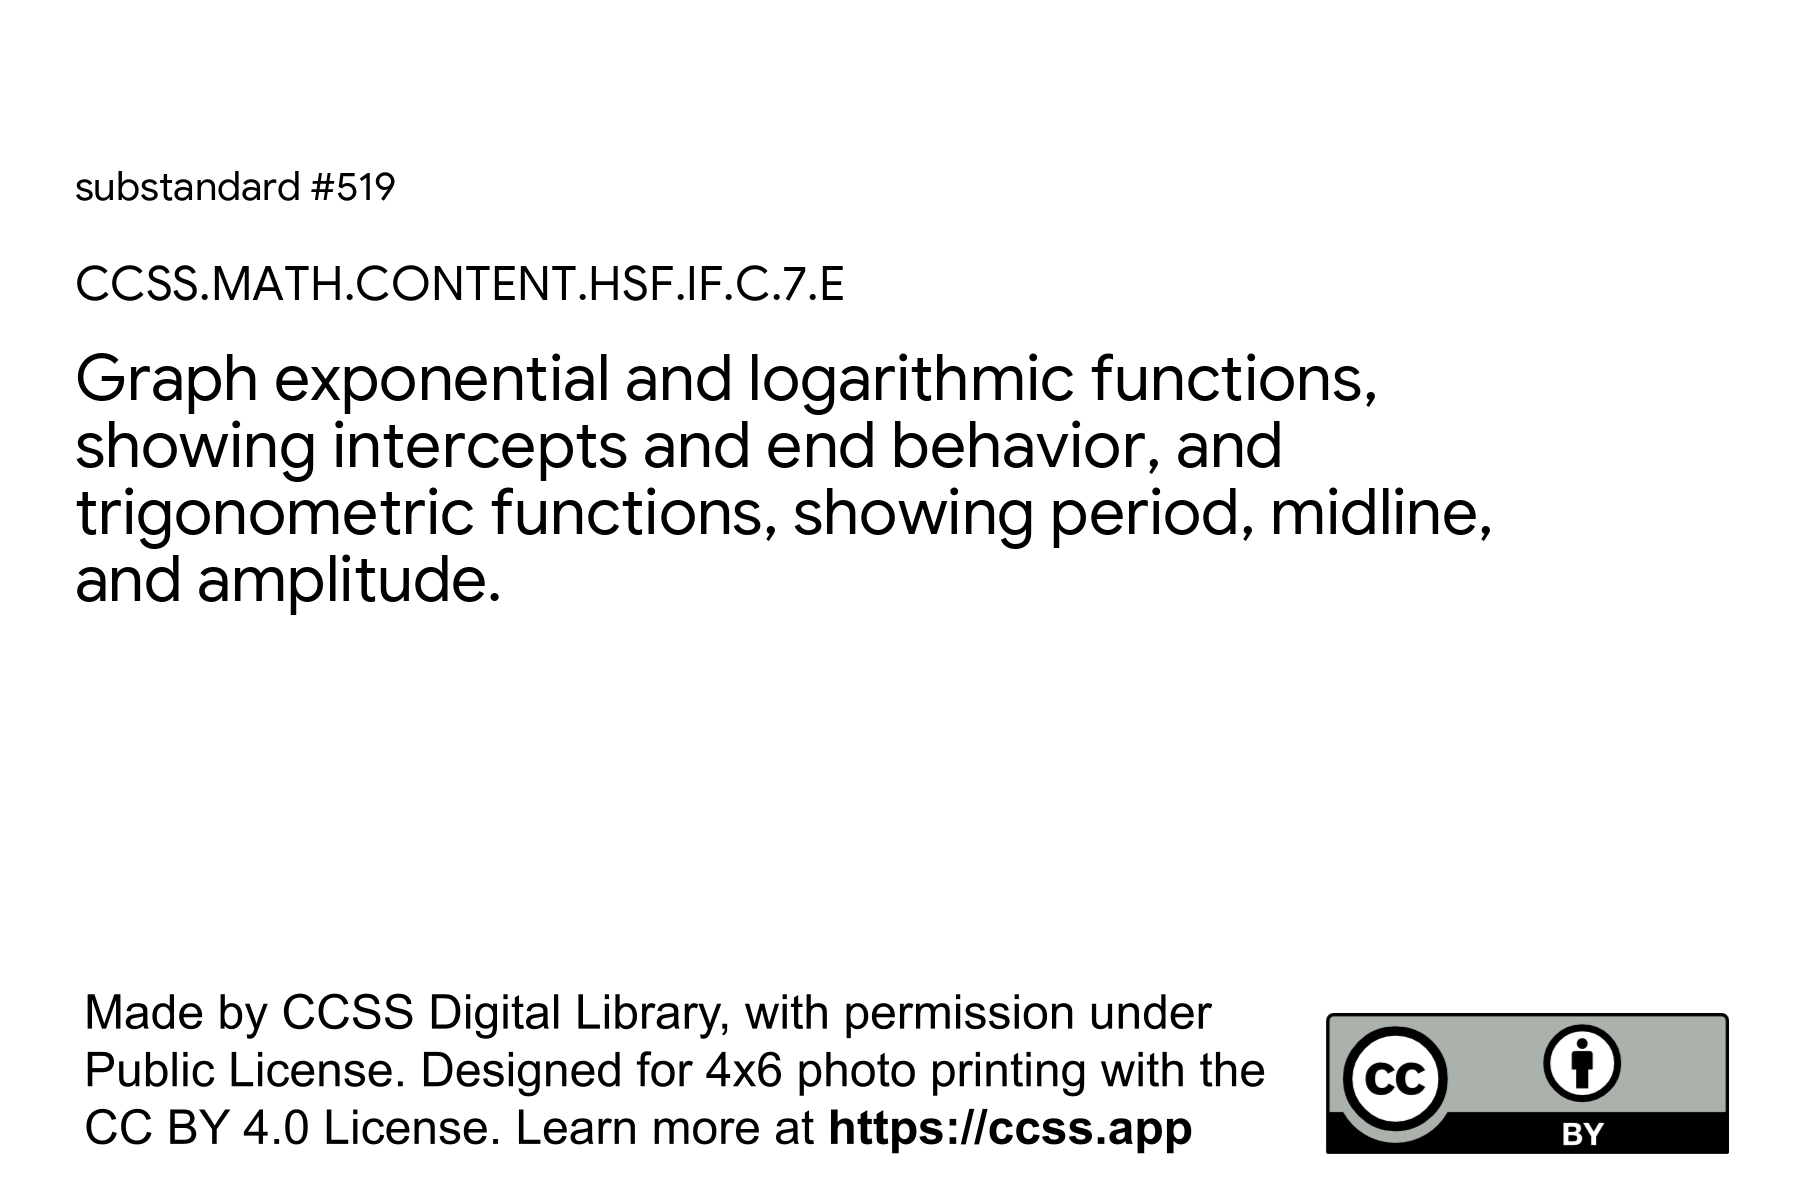 substandard #519
CCSS.MATH.CONTENT.HSF.IF.C.7.E
Graph exponential and logarithmic functions,
showing intercepts and end behavior, and
trigonometric functions, showing period, midline,
and amplitude.
Made by CCSS Digital Library, with permission under
Public License. Designed for 4x6 photo printing with the
CC BY 4.0 License. Learn more at https://ccss.app
CC
BY